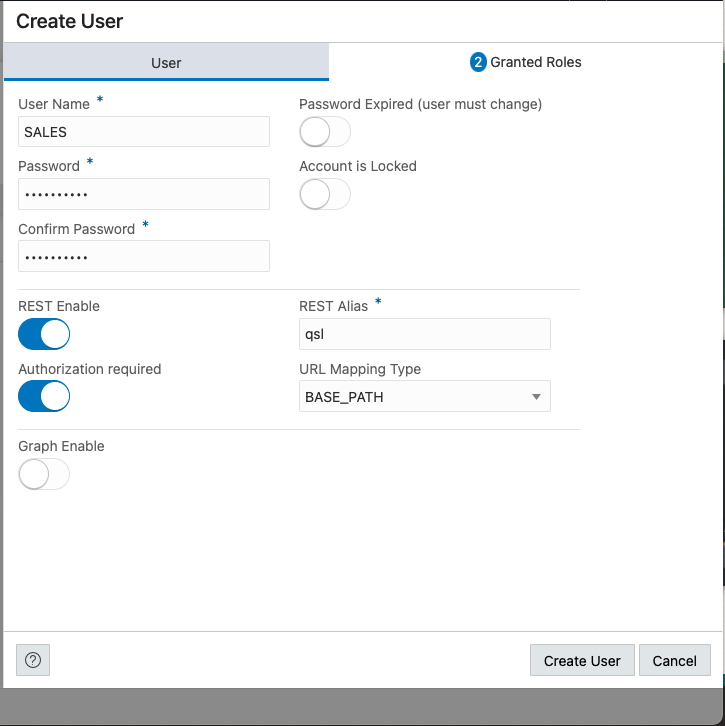 Create User
User
2 Granted Roles
User Name *
Password Expired (user must change)
SALES
Password *
Account is Locked
••••••••••
Confirm Password *
••••••••••
REST Enable
REST Alias *
qsl
Authorization required
URL Mapping Type
BASE_PATH
Graph Enable
?
Create User
Cancel